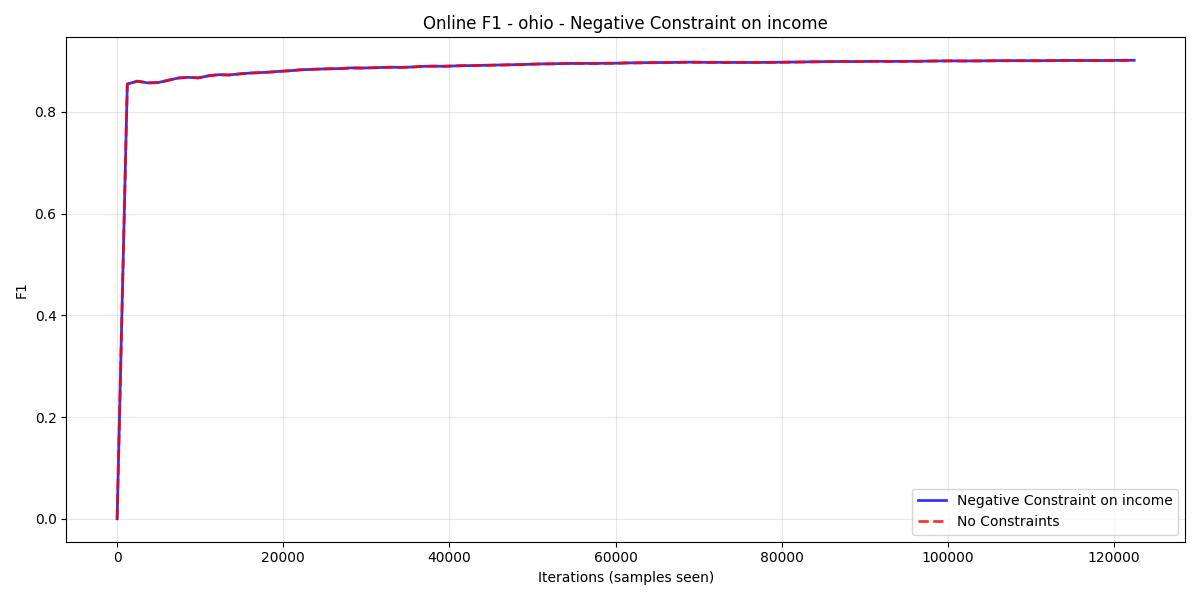 Online F1 - ohio - Negative Constraint on income
F1
0.8
0.6
0.4
0.2
0.0
0 20000 40000 60000 80000 100000 120000
Iterations (samples seen)
Negative Constraint on income
No Constraints